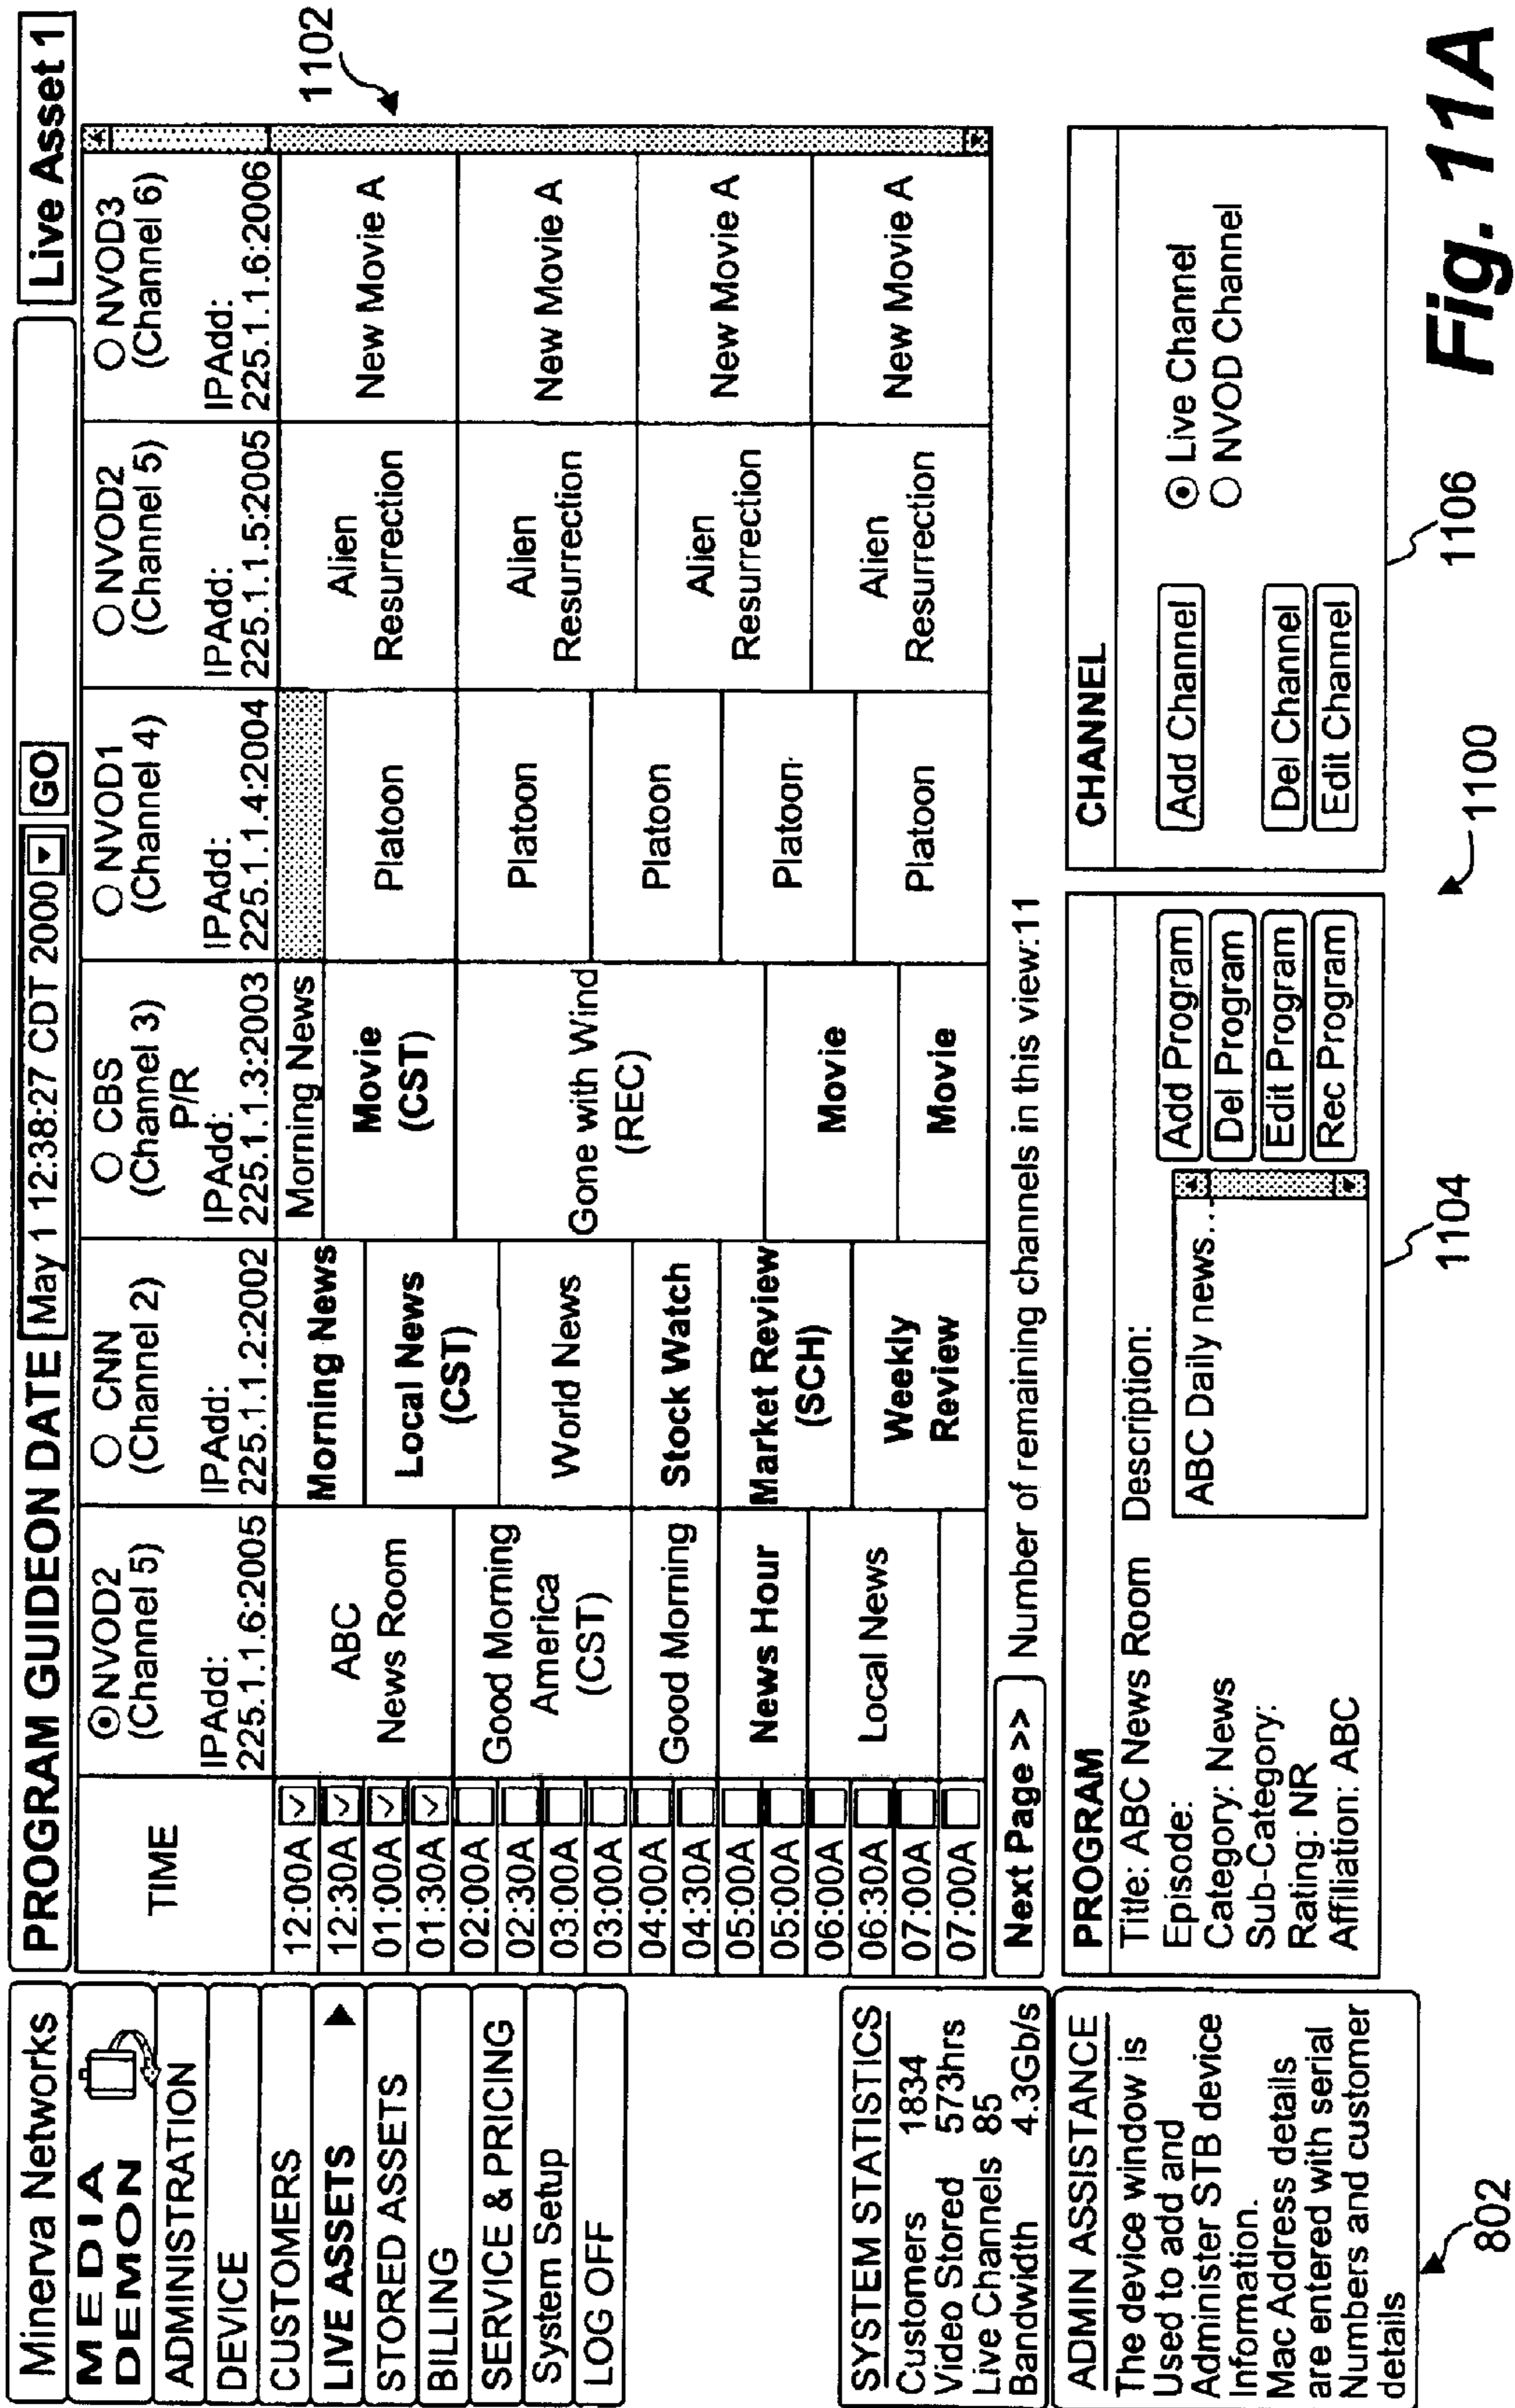 Minerva Networks
MEDIA
DEMON
ADMINISTRATION
DEVICE
CUSTOMERS
LIVE ASSETS
STORED ASSETS
BILLING
SERVICE & PRICING
System Setup
LOG OFF
SYSTEM STATISTICS
Customers 1834
Video Stored 573hrs
Live Channels 85
Bandwidth 4.3Gb/s
ADMIN ASSISTANCE
The device window is
Used to add and
Administer STB device
Information.
Mac Address details
are entered with serial
Numbers and customer
details
802
PROGRAM GUIDEON DATE May 1 12:38:27 CDT 2000 GO Live Asset 1
TIME
NVOD2
(Channel 5)
IPAdd:
225.1.1.6:2005
CNN
(Channel 2)
IPAdd:
225.1.1.2:2002
CBS
(Channel 3)
P/R
IPAdd:
225.1.1.3:2003
NVOD1
(Channel 4)
IPAdd:
225.1.1.4:2004
NVOD2
(Channel 5)
IPAdd:
225.1.1.5:2005
NVOD3
(Channel 6)
IPAdd:
225.1.1.6:2006
12:00A
12:30A
01:00A
01:30A
02:00A
02:30A
03:00A
03:00A
04:00A
04:30A
05:00A
05:00A
06:00A
06:30A
07:00A
07:00A
ABC
News Room
Good Morning
America
(CST)
Good Morning
News Hour
Local News
Morning News
Local News
(CST)
World News
Stock Watch
Market Review
(SCH)
Weekly
Review
Morning News
Movie
(CST)
Gone with Wind
(REC)
Movie
Movie
Platoon
Platoon
Platoon
Platoon
Platoon
Alien
Resurrection
Alien
Resurrection
Alien
Resurrection
Alien
Resurrection
New Movie A
New Movie A
New Movie A
New Movie A
1102
Next Page >> Number of remaining channels in this view:11
PROGRAM
Title: ABC News Room Description:
Episode:
Category: News
Sub-Category:
Rating: NR
Affiliation: ABC
ABC Daily news...
Add Program
Del Program
Edit Program
Rec Program
1104
CHANNEL
Add Channel
Live Channel
NVOD Channel
Del Channel
Edit Channel
1106
1100
Fig. 11A